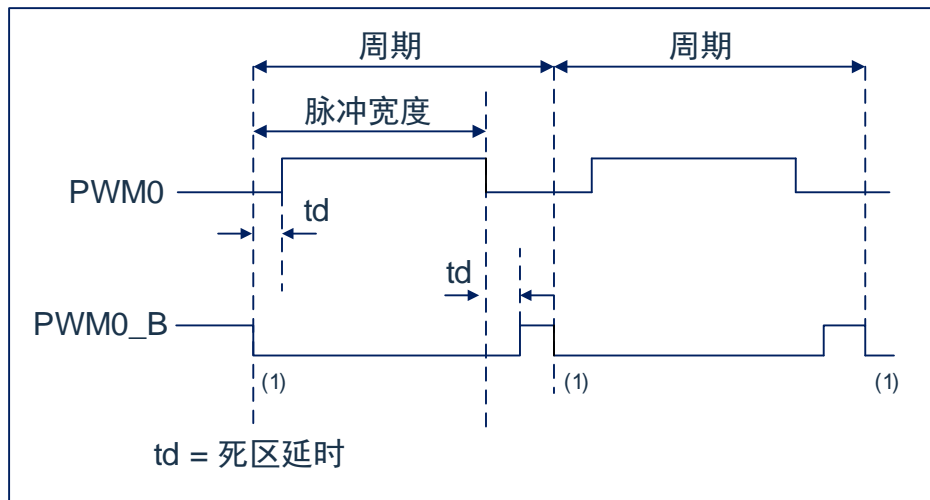 周期 周期
脉冲宽度
PWM0
td
td
PWM0_B
(1) (1) (1)
td = 死区延时